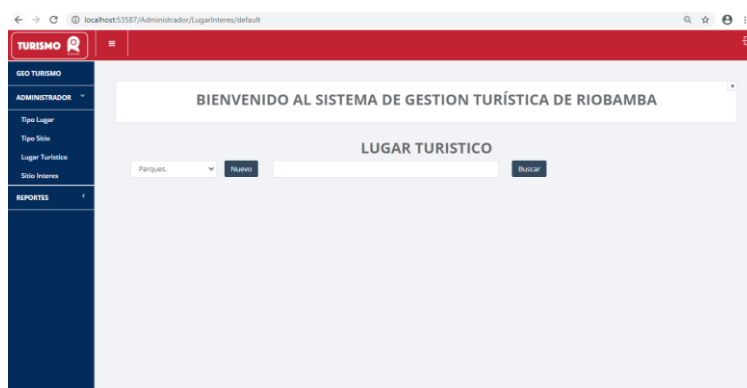 localhost:53587/Administrador/LugarInteres/default
TURISMO
GEO TURISMO
ADMINISTRADOR
Tipo Lugar
Tipo Sitio
Lugar Turistico
Sitio Interes
REPORTES
BIENVENIDO AL SISTEMA DE GESTION TURÍSTICA DE RIOBAMBA
LUGAR TURISTICO
Parques. Nuevo Buscar